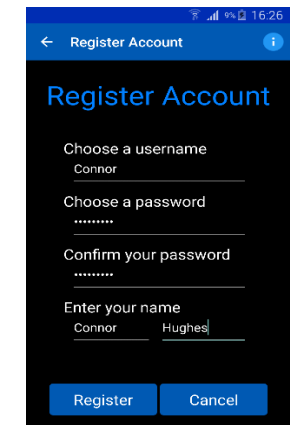 9% 16:26
Register Account
Register Account
Choose a username
Connor
Choose a password
•••••••••
Confirm your password
•••••••••
Enter your name
Connor Hughes
Register Cancel